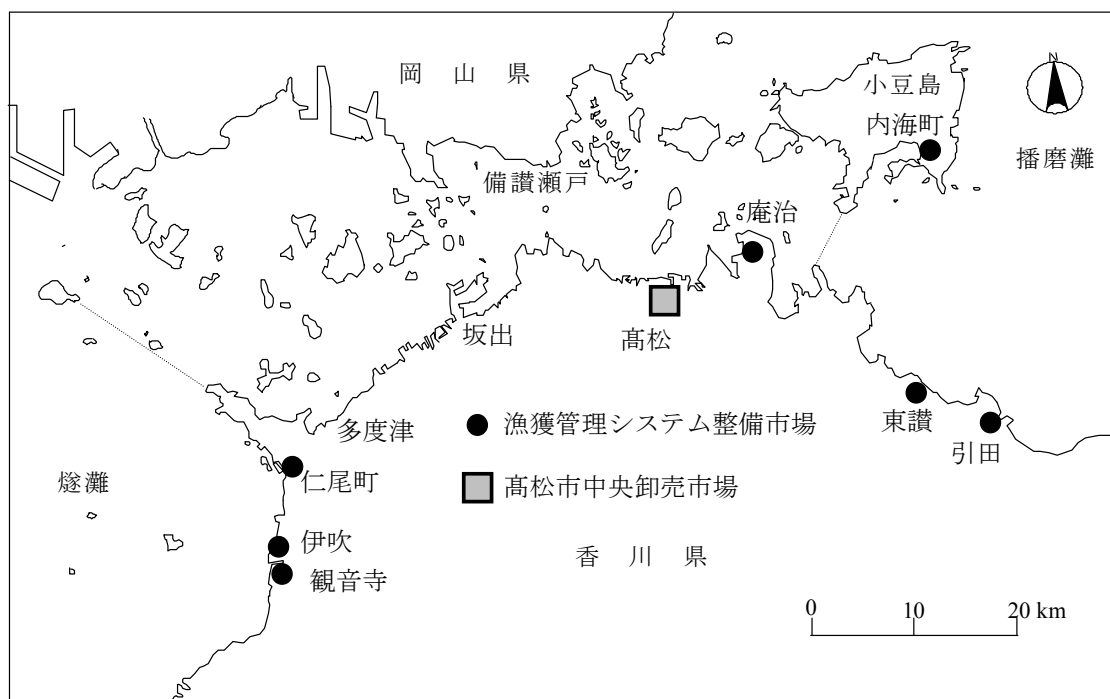 岡 山 県
N
小豆島
内海町
播磨灘
備讃瀬戸
庵治
坂出
髙松
東讃
引田
多度津
● 漁獲管理システム整備市場
仁尾町
燧灘
髙松市中央卸売市場
伊吹
香 川 県
観音寺
0 10 20 km